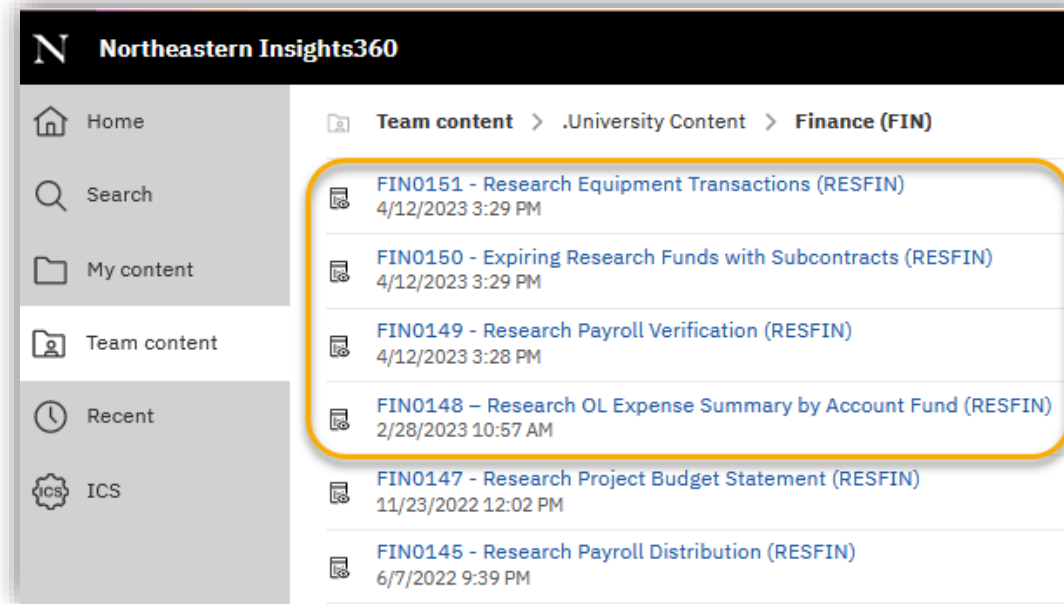 N Northeastern Insights360
Home
Search
My content
Team content
Recent
ICS
ICS
Team content > .University Content > Finance (FIN)
FIN0151 - Research Equipment Transactions (RESFIN)
4/12/2023 3:29 PM
FIN0150 - Expiring Research Funds with Subcontracts (RESFIN)
4/12/2023 3:29 PM
FIN0149 - Research Payroll Verification (RESFIN)
4/12/2023 3:28 PM
FIN0148 – Research OL Expense Summary by Account Fund (RESFIN)
2/28/2023 10:57 AM
FIN0147 - Research Project Budget Statement (RESFIN)
11/23/2022 12:02 PM
FIN0145 - Research Payroll Distribution (RESFIN)
6/7/2022 9:39 PM